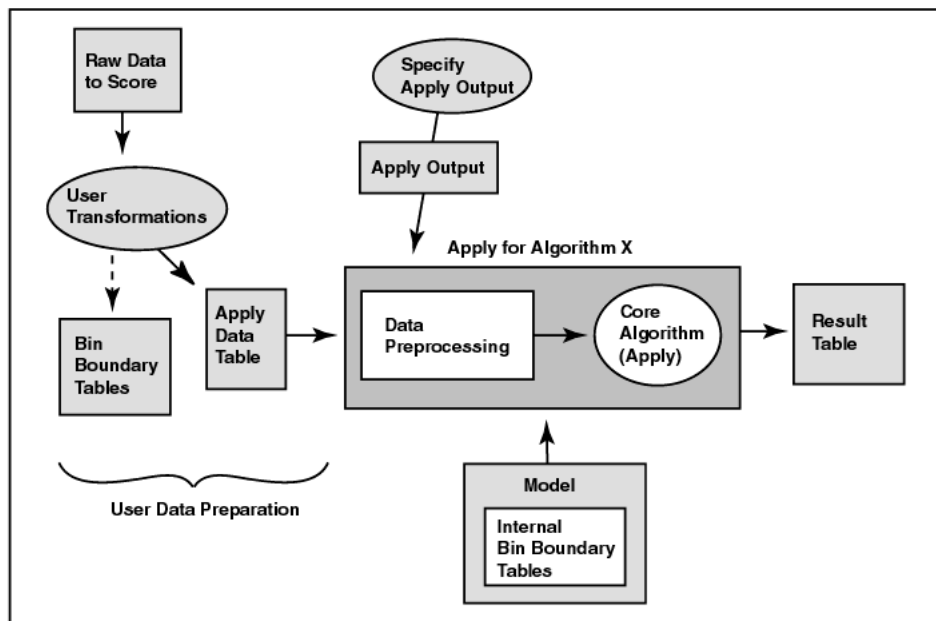 Raw Data
to Score
Specify
Apply Output
Apply Output
User
Transformations
Apply for Algorithm X
Bin
Boundary
Tables
Apply
Data
Table
Data
Preprocessing
Core
Algorithm
(Apply)
Result
Table
User Data Preparation
Model
Internal
Bin Boundary
Tables